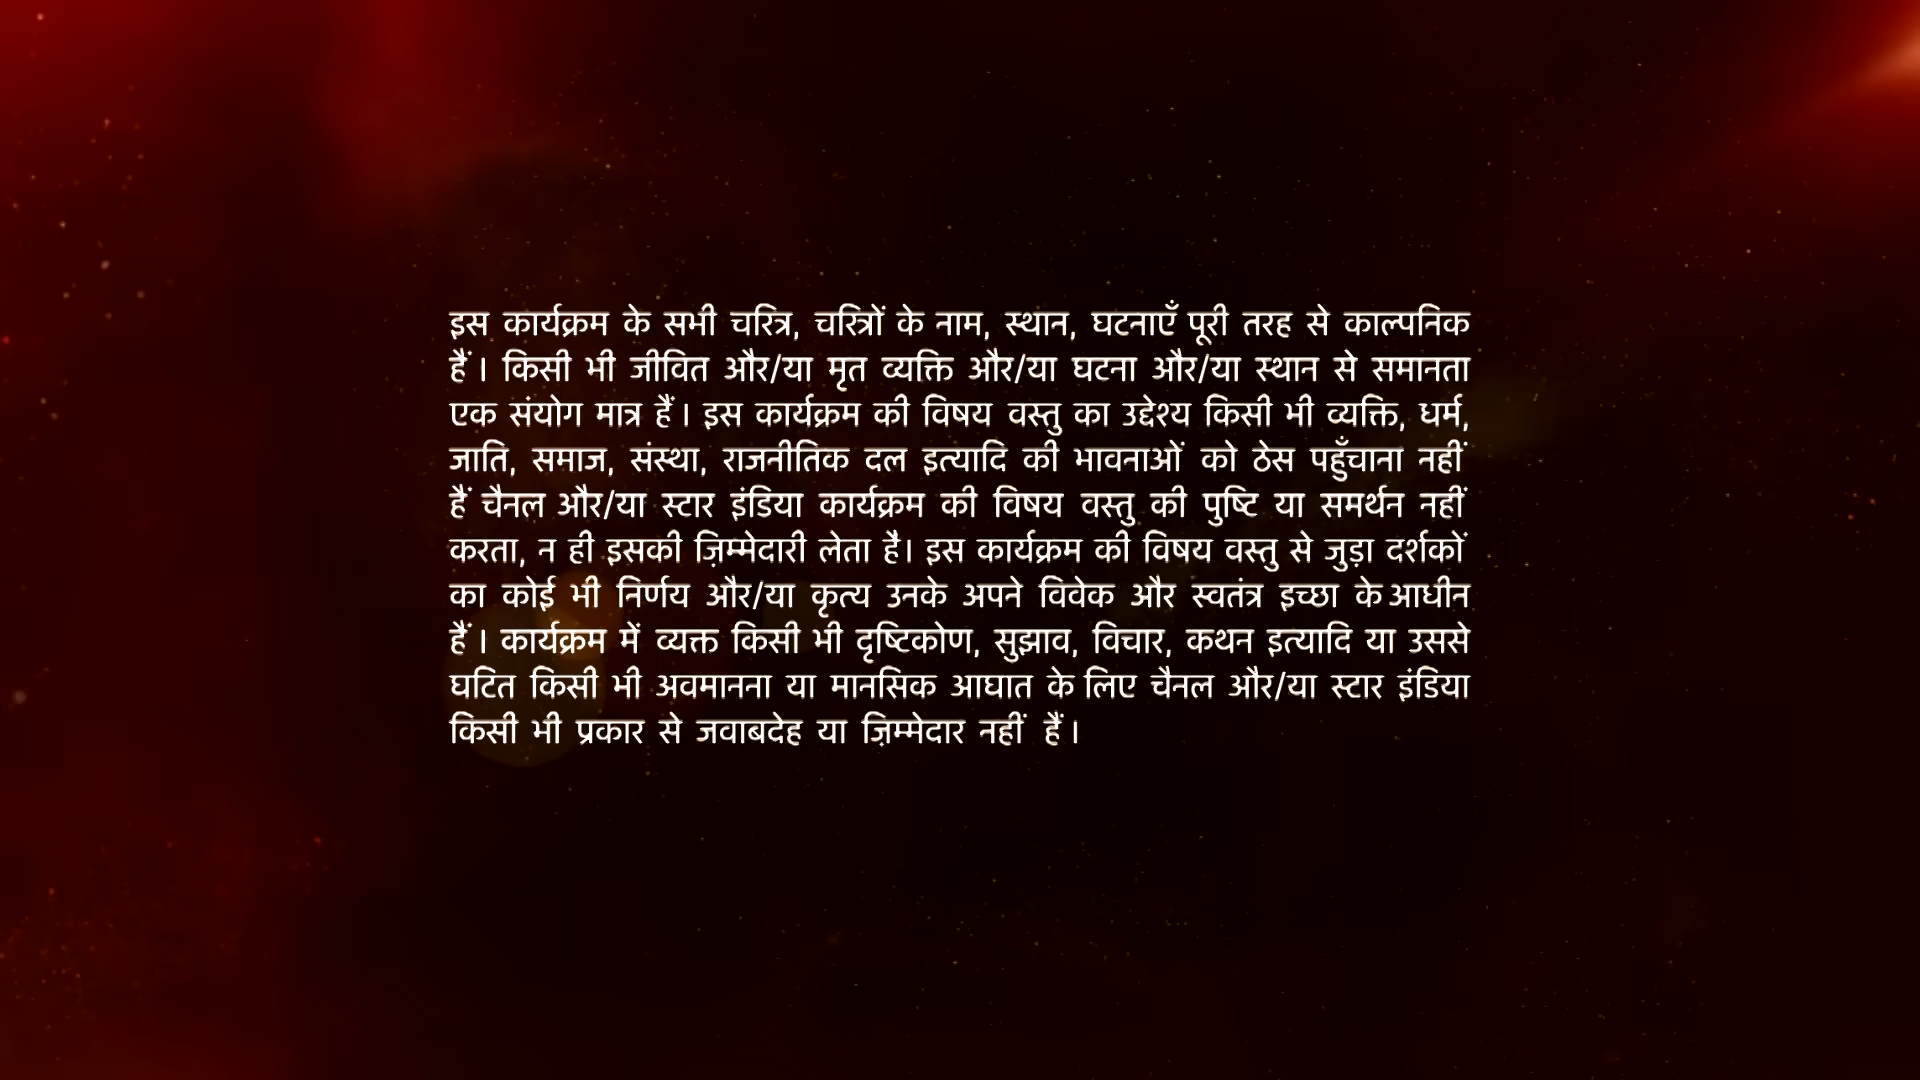 इस कार्यक्रम के सभी चरित्र, चरित्रों के नाम, स्थान, घटनाएँ पूरी तरह से काल्पनिक
हैं । किसी भी जीवित और/या मृत व्यक्ति और/या घटना और/या स्थान से समानता
एक संयोग मात्र हैं । इस कार्यक्रम की विषय वस्तु का उद्देश्य किसी भी व्यक्ति, धर्म,
जाति, समाज, संस्था, राजनीतिक दल इत्यादि की भावनाओं को ठेस पहुँचाना नहीं
हैं चैनल और/या स्टार इंडिया कार्यक्रम की विषय वस्तु की पुष्टि या समर्थन नहीं
करता, न ही इसकी ज़िम्मेदारी लेता है। इस कार्यक्रम की विषय वस्तु से जुड़ा दर्शकों
का कोई भी निर्णय और/या कृत्य उनके अपने विवेक और स्वतंत्र इच्छा के आधीन
हैं । कार्यक्रम में व्यक्त किसी भी दृष्टिकोण, सुझाव, विचार, कथन इत्यादि या उससे
घटित किसी भी अवमानना या मानसिक आघात के लिए चैनल और/या स्टार इंडिया
किसी भी प्रकार से जवाबदेह या ज़िम्मेदार नहीं हैं ।